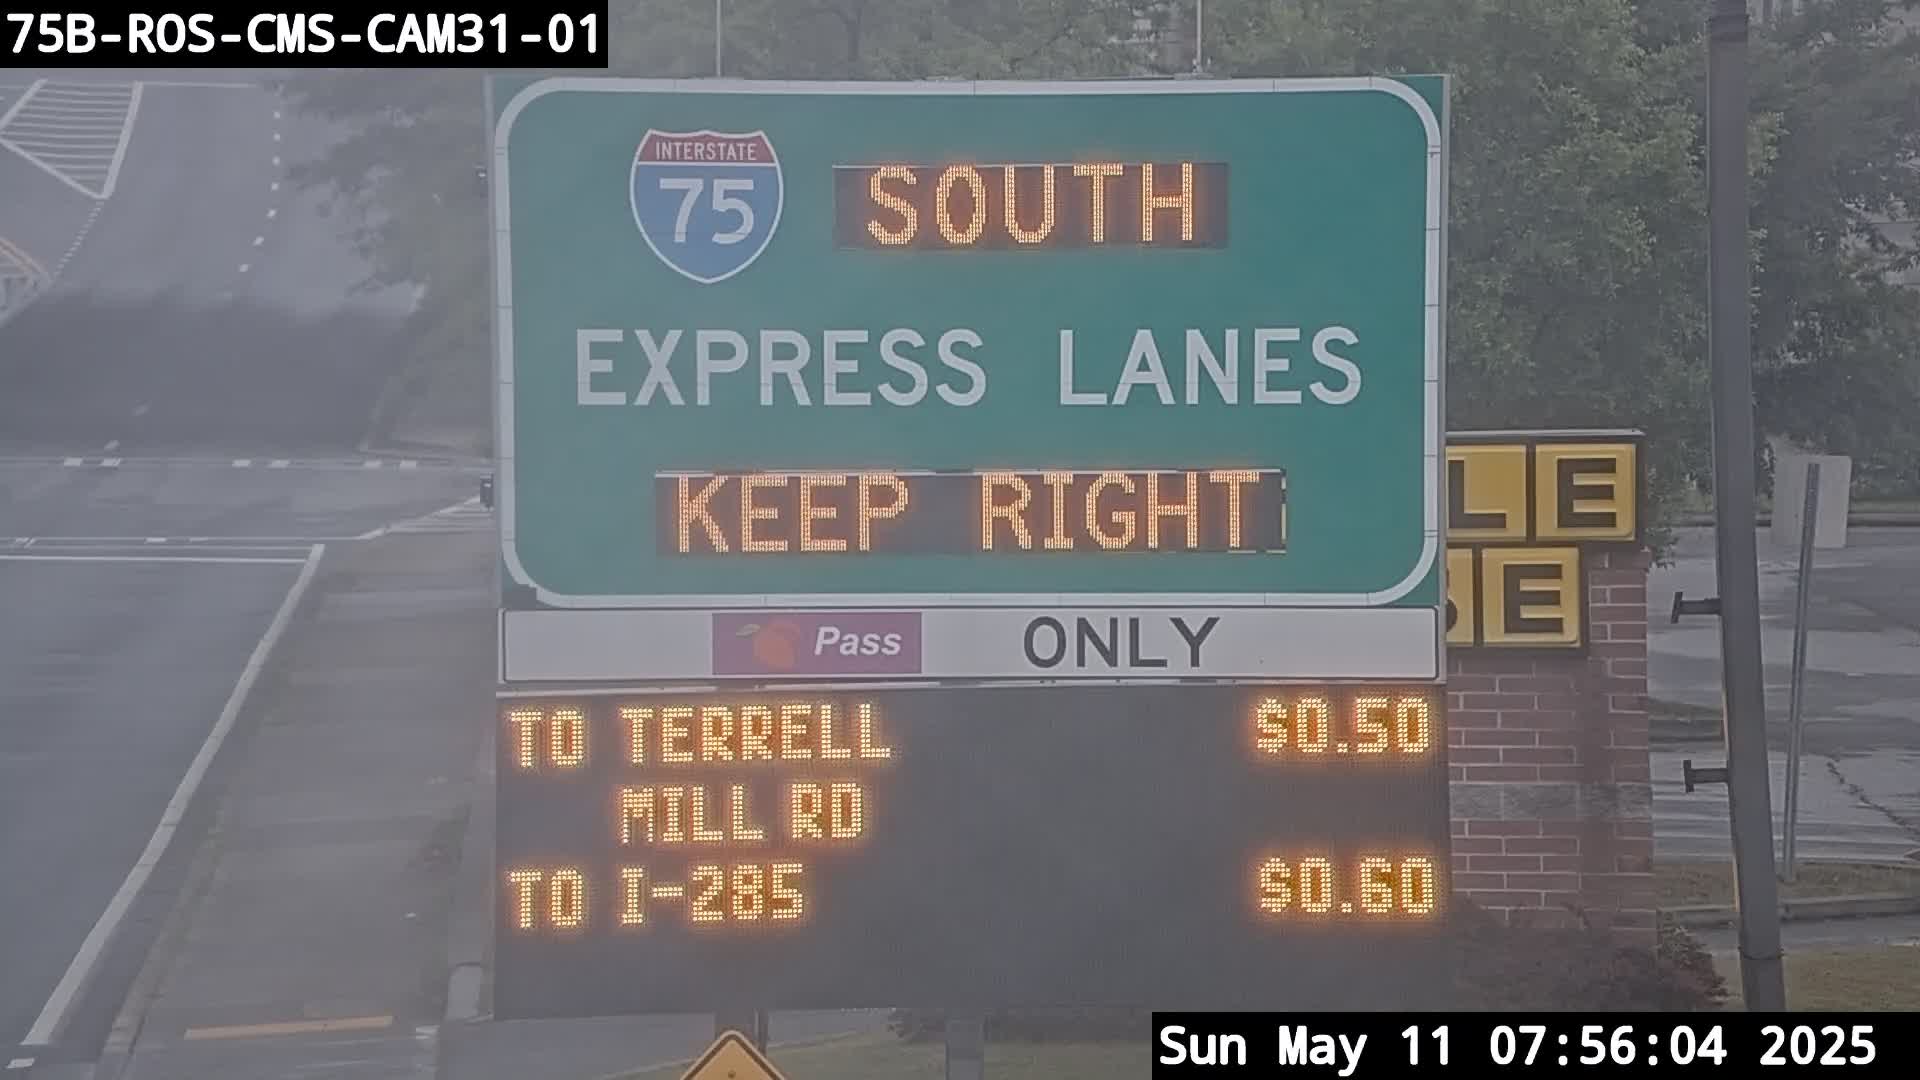 75B-ROS-CMS-CAM31-01
INTERSTATE
75
SOUTH
EXPRESS LANES
KEEP RIGHT
Pass ONLY
TO TERRELL $0.50
MILL RD
TO I-285 $0.60
LE
E
Sun May 11 07:56:04 2025